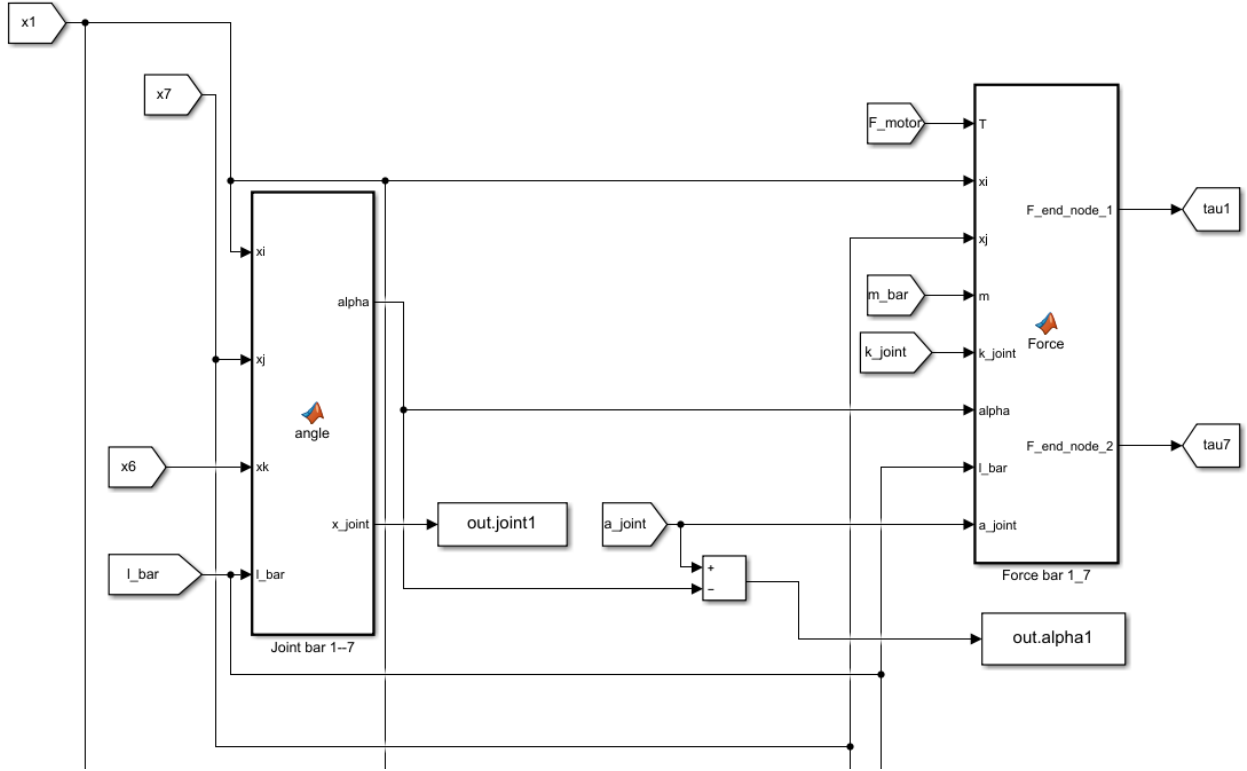 x1
x7
xi
xj
xk
l_bar
alpha
x_joint
angle
Joint bar 1--7
x6
l_bar
out.joint1
a_joint
+
−
F_motor
m_bar
k_joint
T
xi
xj
m
k_joint
alpha
l_bar
a_joint
Force
F_end_node_1
F_end_node_2
Force bar 1_7
tau1
tau7
out.alpha1